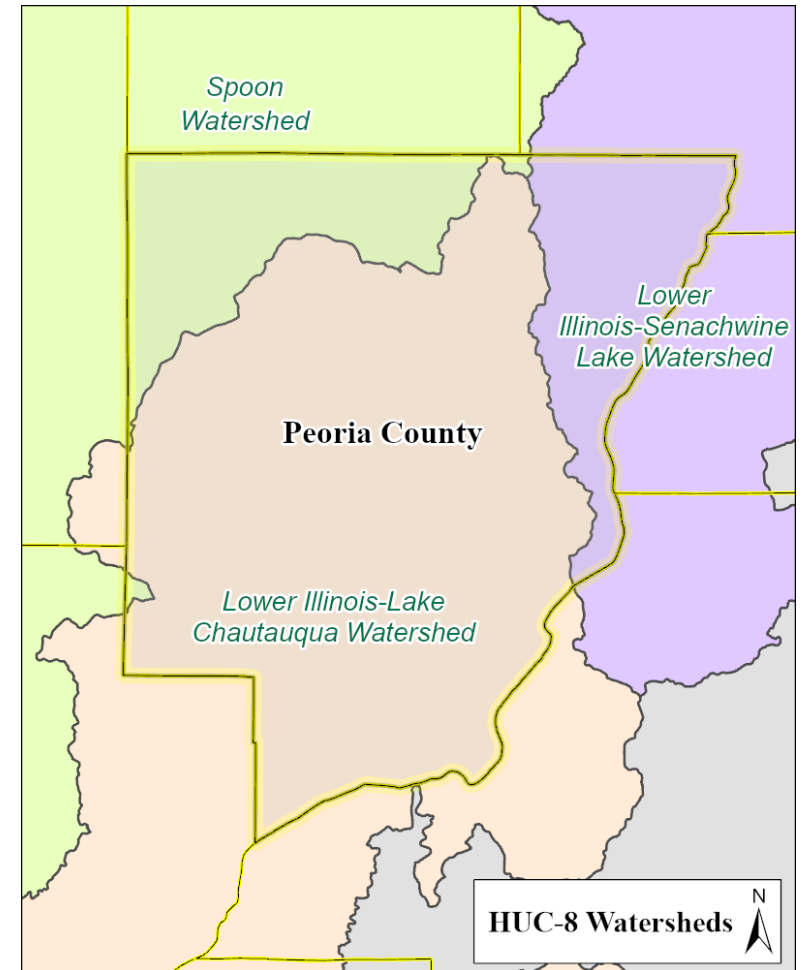 Spoon
Watershed
Lower
Illinois-Senachwine
Lake Watershed
Peoria County
Lower Illinois-Lake
Chautauqua Watershed
N
HUC-8 Watersheds